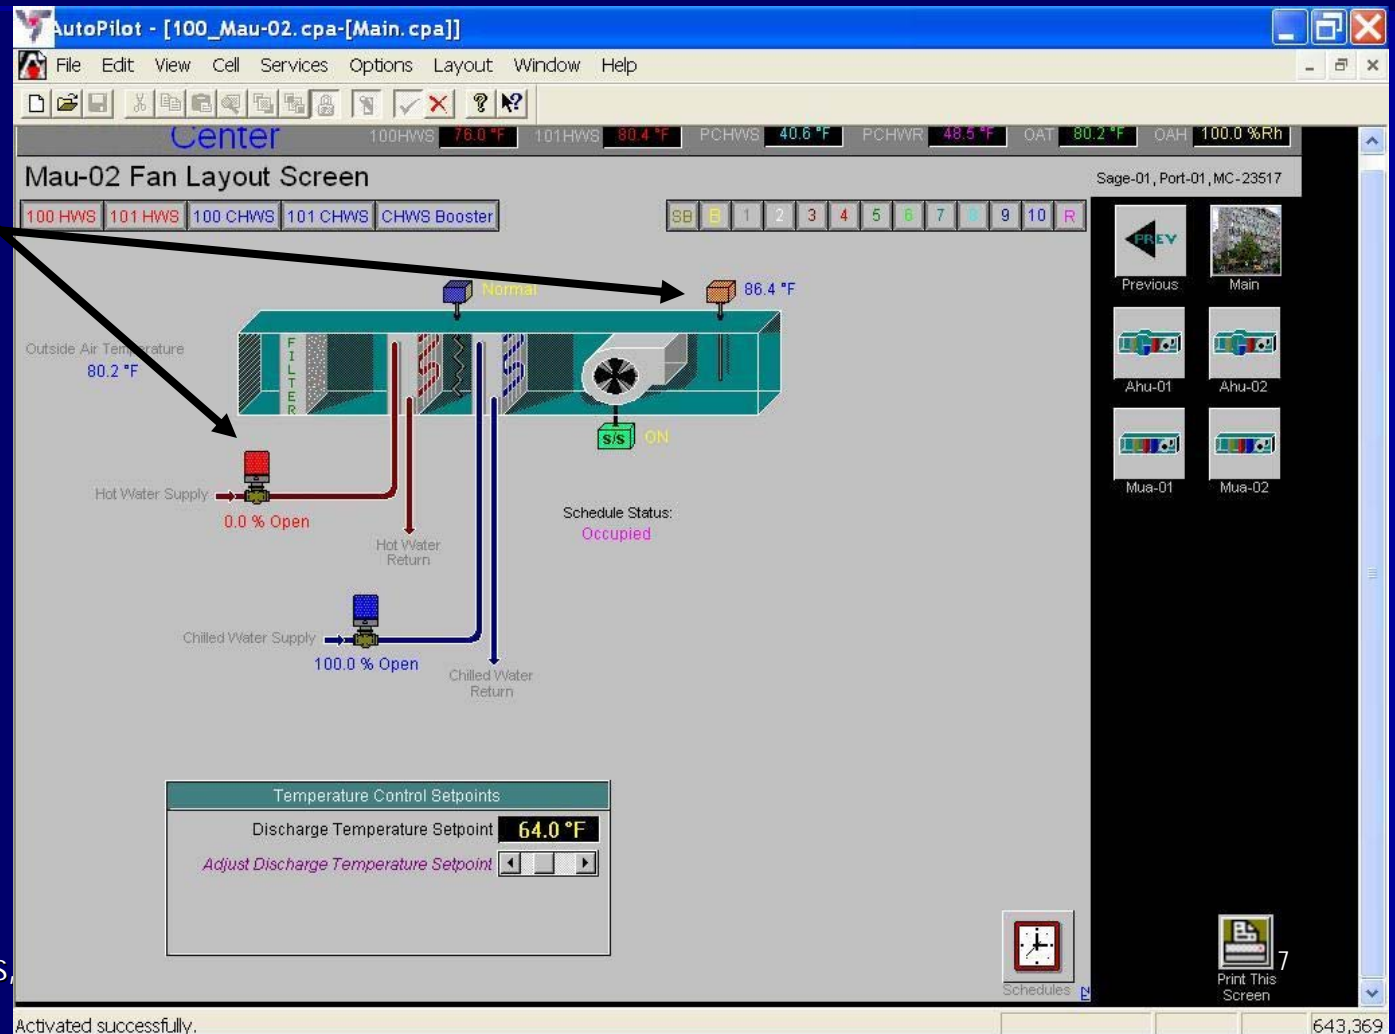 AutoPilot - [100_Mau-02.cpa-[Main.cpa]]
File Edit View Cell Services Options Layout Window Help
Center 100HWS 76.0 °F 101HWS 80.4 °F PCHWS 40.6 °F PCHWR 48.5 °F OAT 80.2 °F OAH 100.0 %Rh
Mau-02 Fan Layout Screen
Sage-01, Port-01, MC-23517
100 HWS 101 HWS 100 CHWS 101 CHWS CHWS Booster
SB B 1 2 3 4 5 6 7 8 9 10 R
PREV
Previous
Main
Normal
86.4 °F
Outside Air Temperature
80.2 °F
FILTER
S/S ON
Ahu-01
Ahu-02
Mua-01
Mua-02
Hot Water Supply
0.0 % Open
Hot Water
Return
Schedule Status:
Occupied
Chilled Water Supply
100.0 % Open
Chilled Water
Return
Temperature Control Setpoints
Discharge Temperature Setpoint 64.0 °F
Adjust Discharge Temperature Setpoint
s,
Schedules
Print This
Screen
7
Activated successfully.
643,369